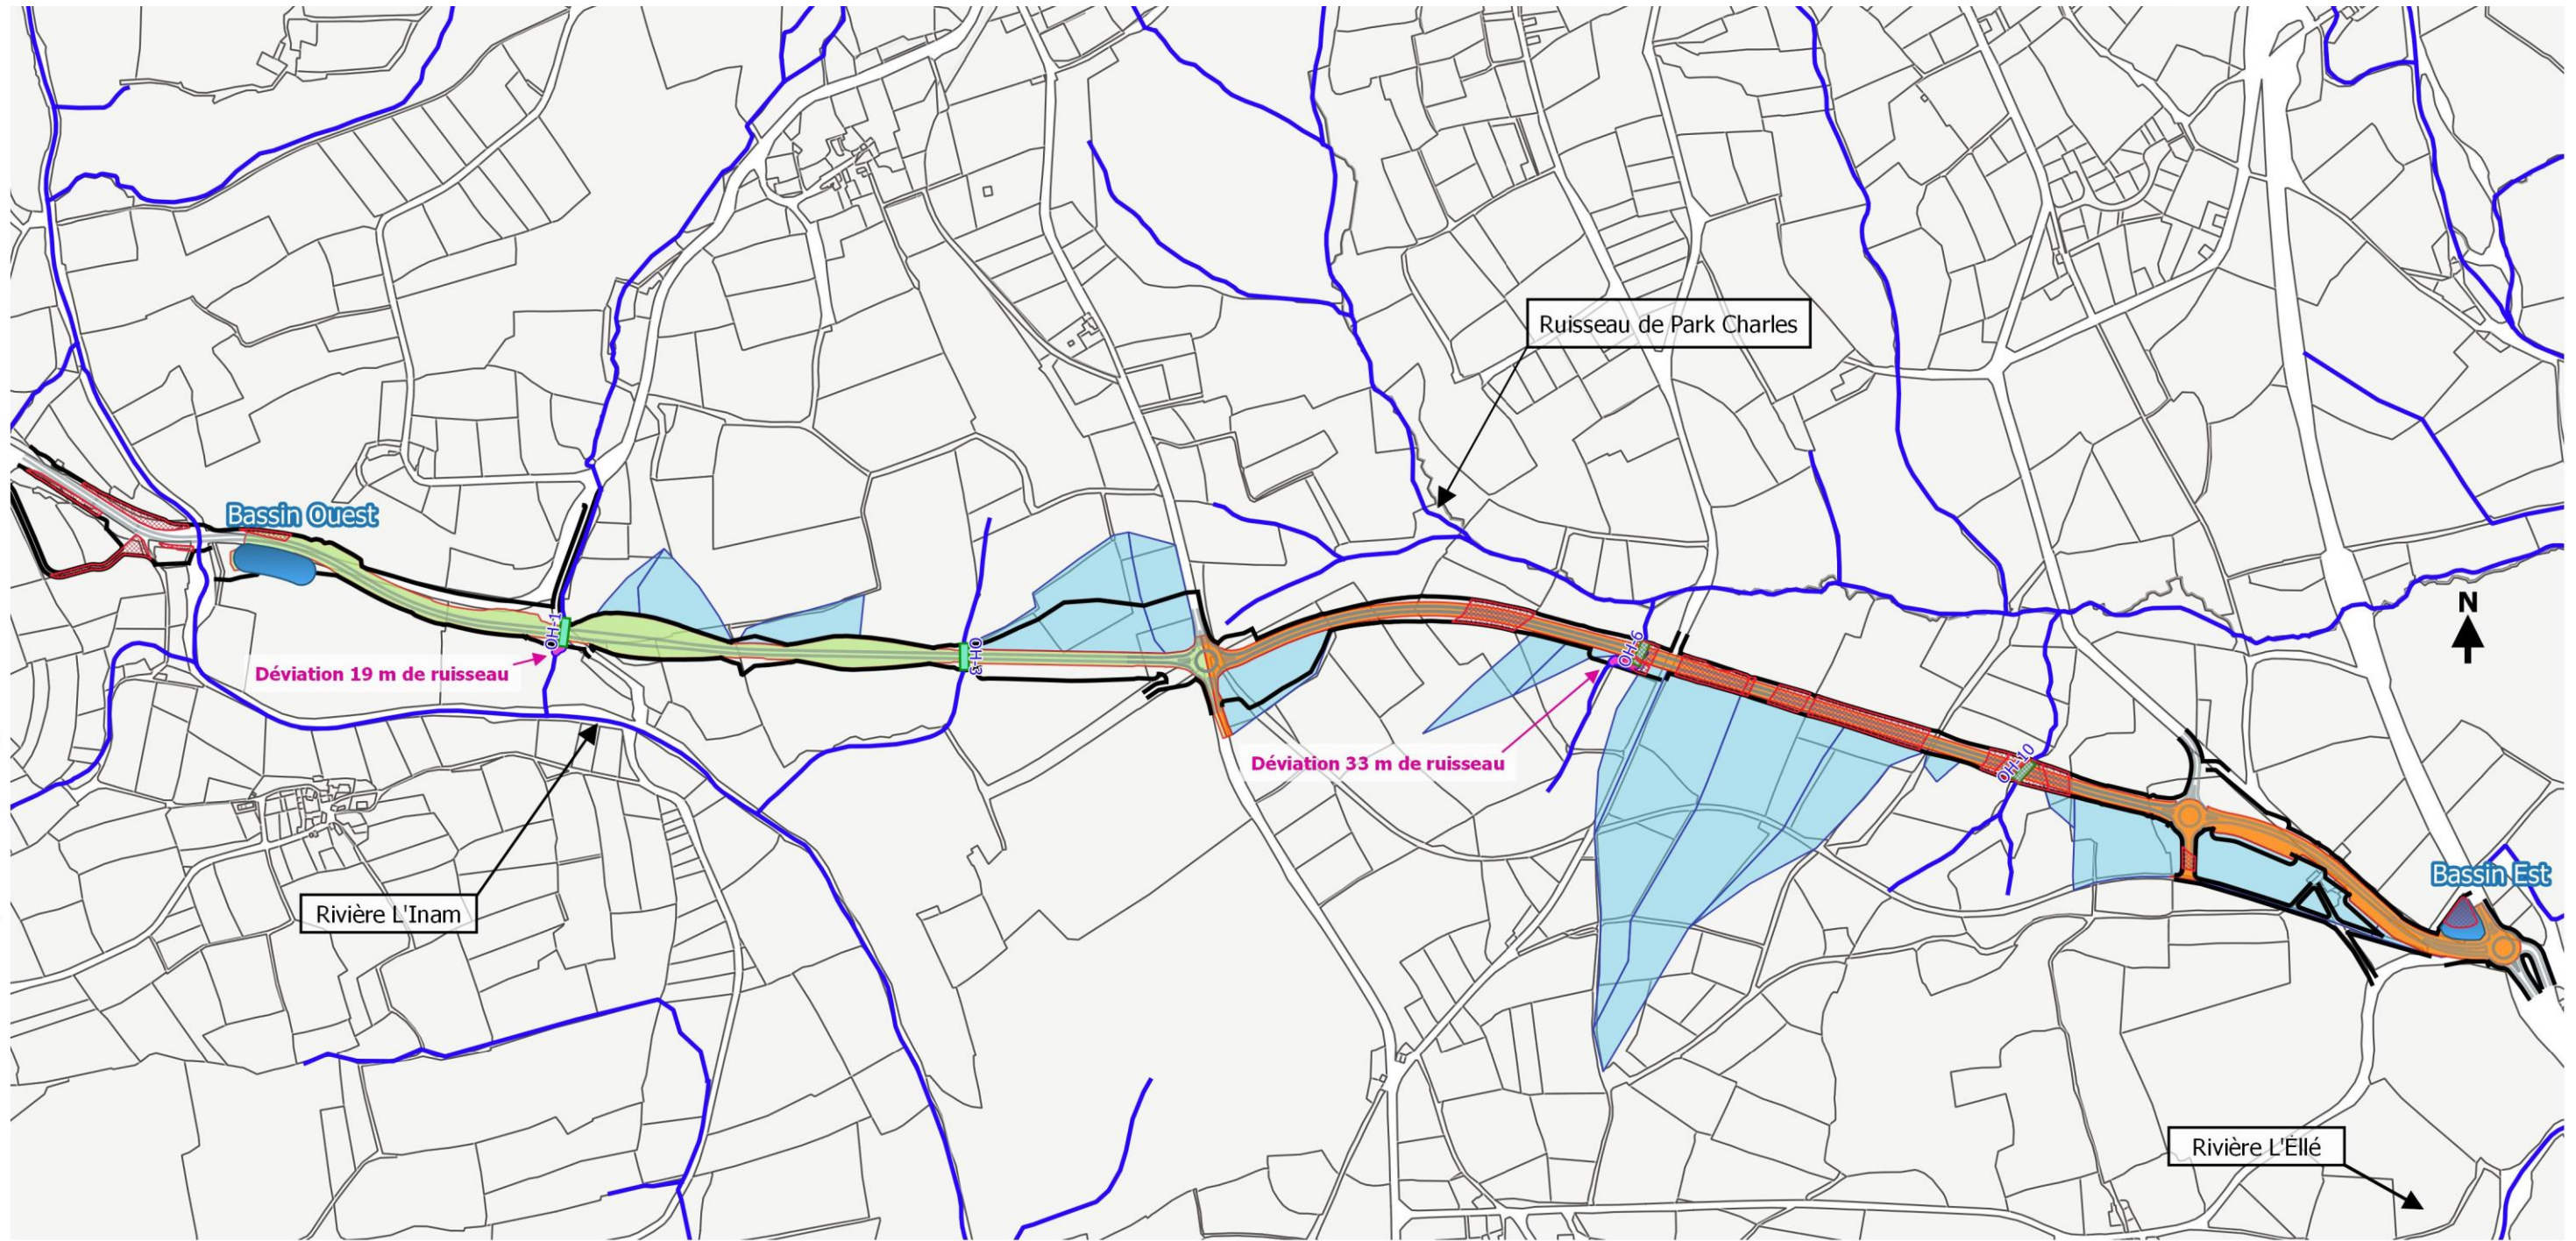 Ruisseau de Park Charles
Bassin Ouest
N
OH-1
OH-3
OH-6
Déviation 19 m de ruisseau
Déviation 33 m de ruisseau
OH-10
Bassin Est
Rivière L'Inam
Rivière L'Éllé